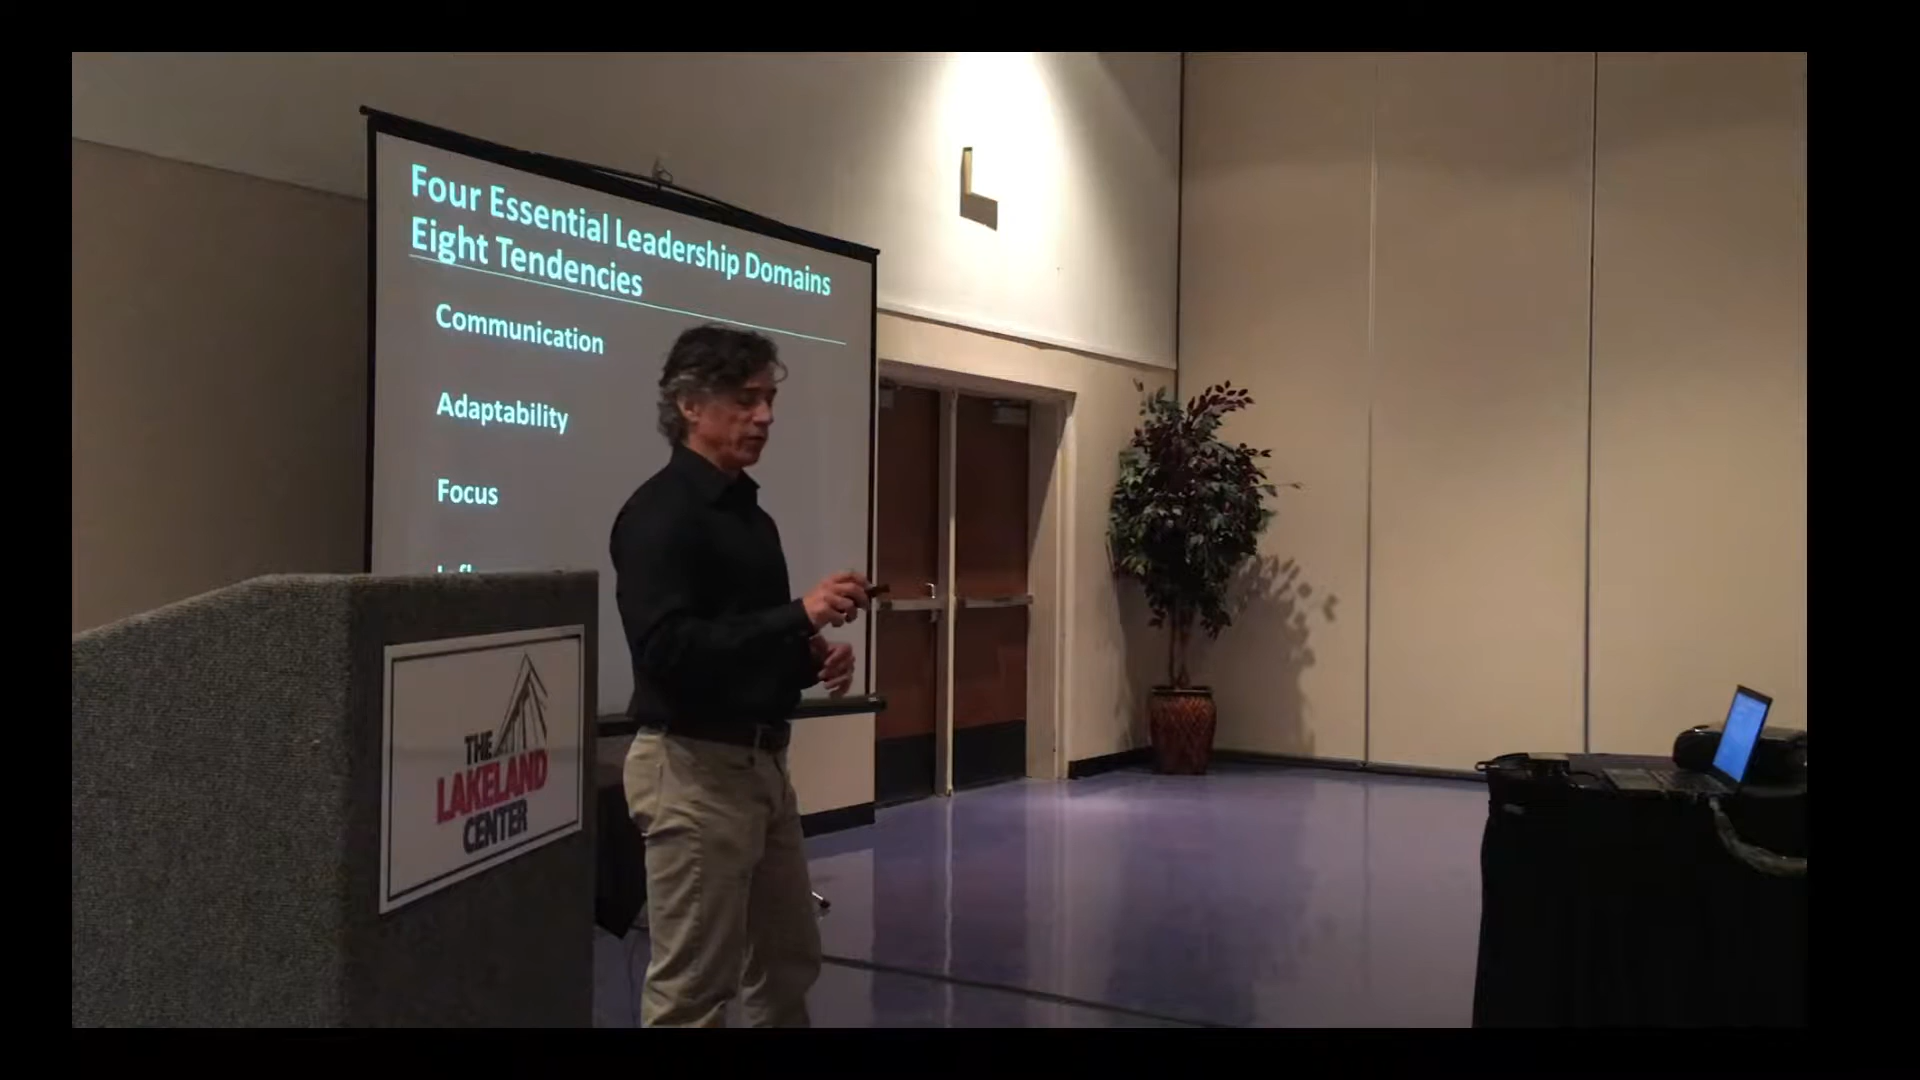 Four Essential Leadership Domains
Eight Tendencies
Communication
Adaptability
Focus
THE
LAKELAND
CENTER